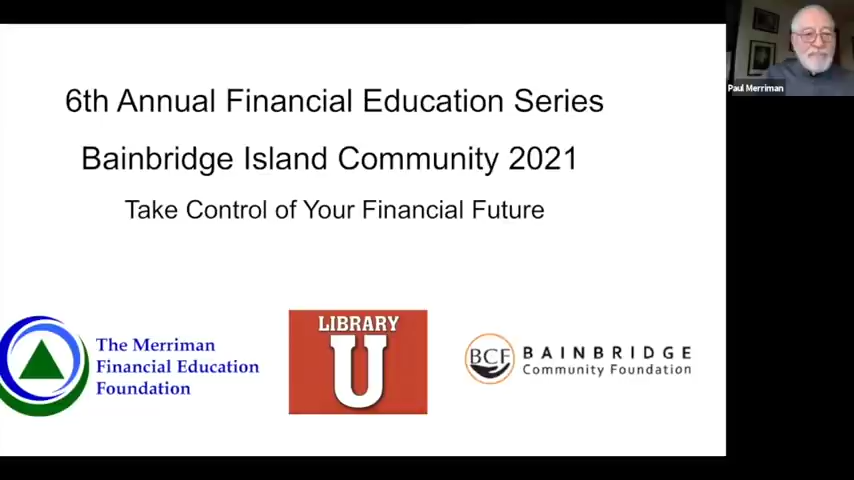 6th Annual Financial Education Series
Bainbridge Island Community 2021
Take Control of Your Financial Future
The Merriman
Financial Education
Foundation
LIBRARY
U
BCF
BAINBRIDGE
Community Foundation
Paul Merriman